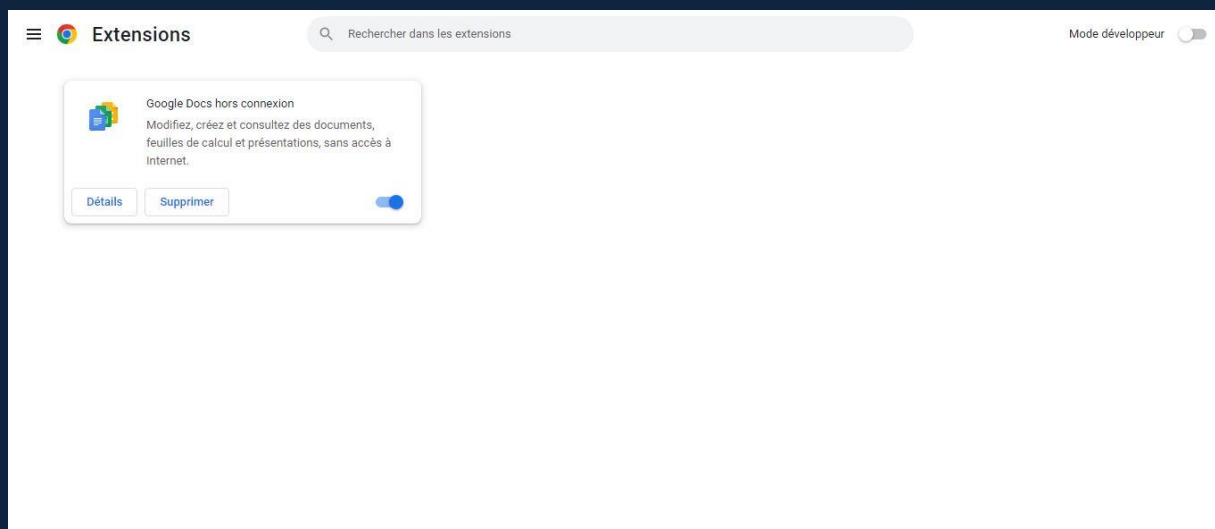 Extensions
Rechercher dans les extensions
Mode développeur
Google Docs hors connexion
Modifiez, créez et consultez des documents,
feuilles de calcul et présentations, sans accès à
Internet.
Détails
Supprimer